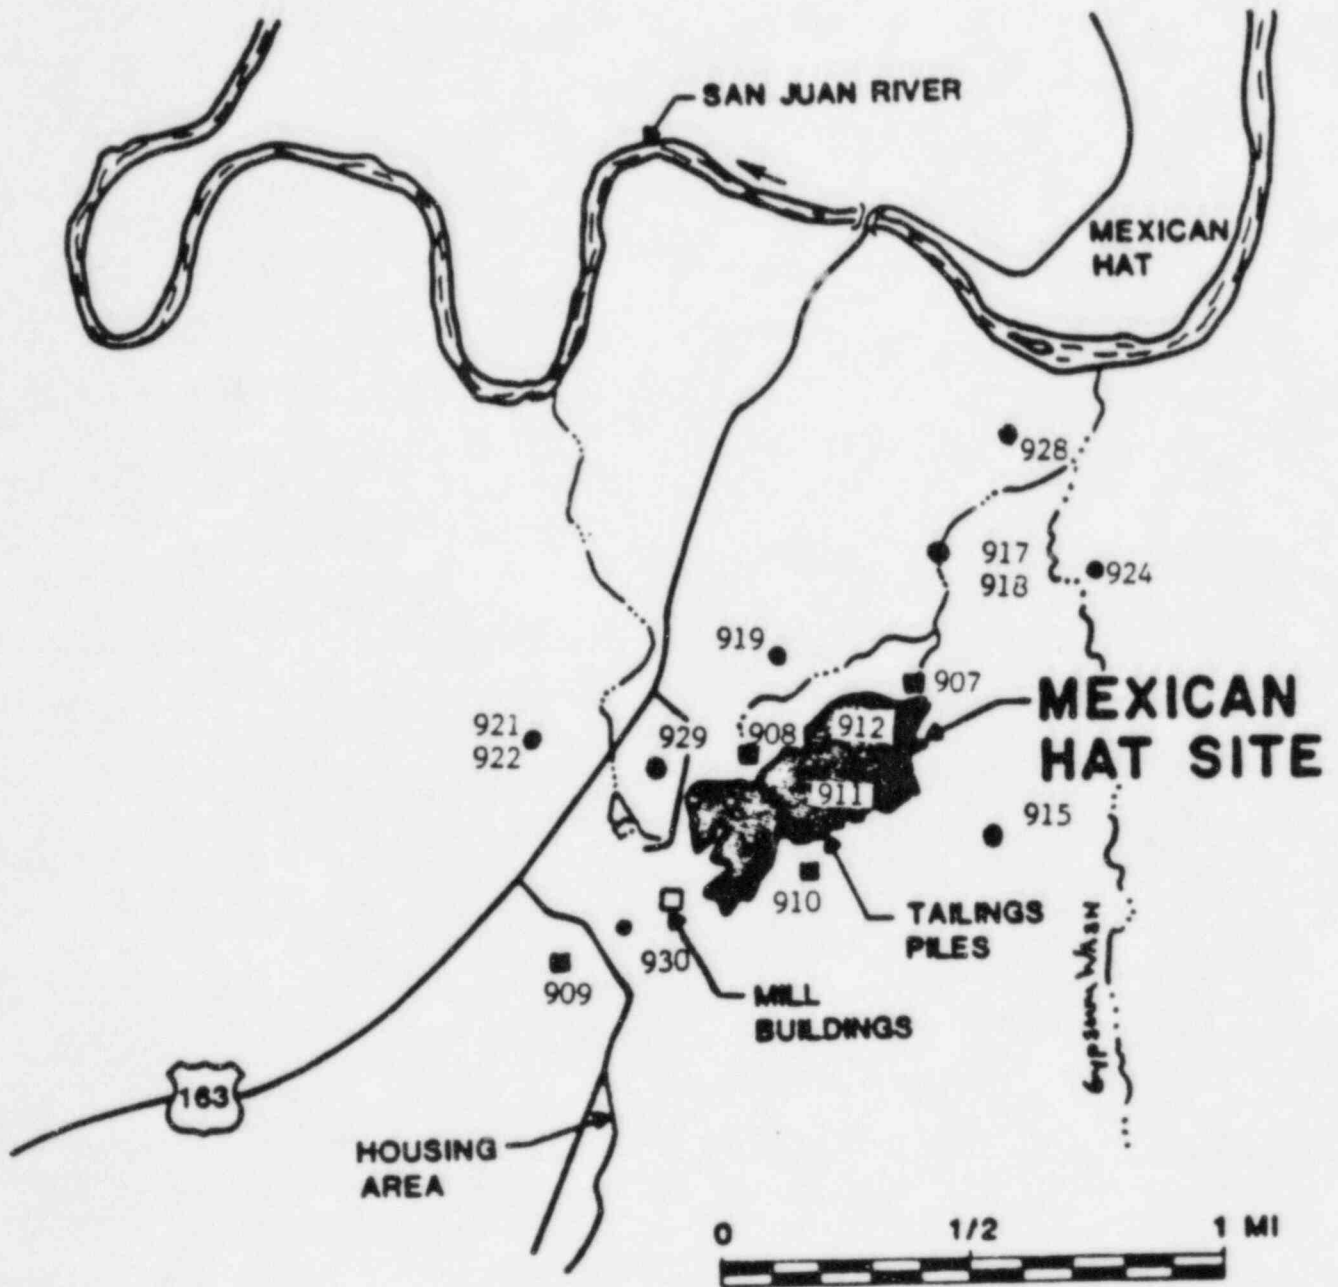 SAN JUAN RIVER
MEXICAN
HAT
928
917
918
924
919
907
MEXICAN
HAT SITE
921
922
929
908
912
911
915
910
TAILINGS
PILES
930
909
MILL
BUILDINGS
Gypsum Wash
163
HOUSING
AREA
0 1/2 1 MI